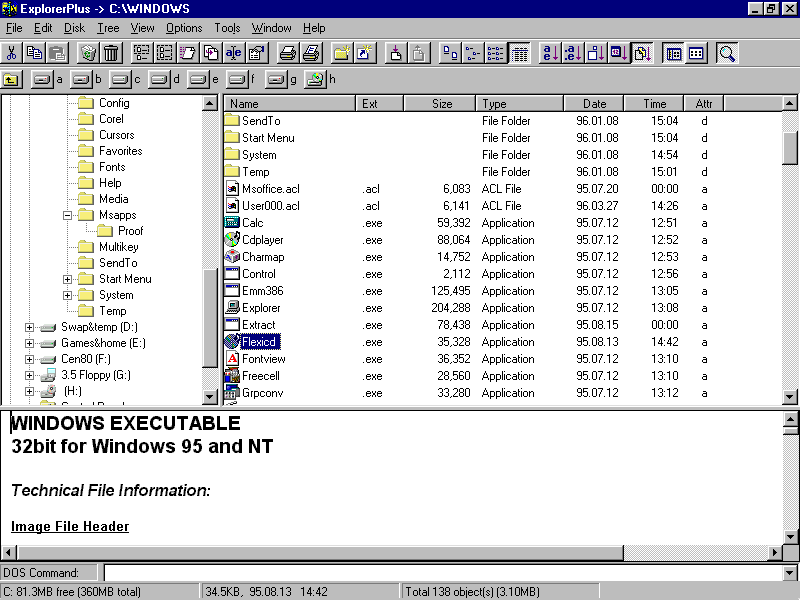 ExplorerPlus -> C:\WINDOWS
File Edit Disk Tree View Options Tools Window Help
a b c d e f g h
Config
Corel
Cursors
Favorites
Fonts
Help
Media
Msapps
Proof
Multikey
SendTo
Start Menu
System
Temp
Swap&temp (D:)
Games&home (E:)
Cen80 (F:)
3.5 Floppy (G:)
(H:)
Name Ext Size Type Date Time Attr
SendTo File Folder 96.01.08 15:04 d
Start Menu File Folder 96.01.08 15:04 d
System File Folder 96.01.08 14:54 d
Temp File Folder 96.01.08 15:01 d
Msoffice.acl .acl 6,083 ACL File 95.07.20 00:00 a
User000.acl .acl 6,141 ACL File 96.03.27 14:26 a
Calc .exe 59,392 Application 95.07.12 12:51 a
Cdplayer .exe 88,064 Application 95.07.12 12:52 a
Charmap .exe 14,752 Application 95.07.12 12:53 a
Control .exe 2,112 Application 95.07.12 12:56 a
Emm386 .exe 125,495 Application 95.07.12 13:05 a
Explorer .exe 204,288 Application 95.07.12 13:08 a
Extract .exe 78,438 Application 95.08.15 00:00 a
Flexicd .exe 35,328 Application 95.08.13 14:42 a
Fontview .exe 36,352 Application 95.07.12 13:10 a
Freecell .exe 28,560 Application 95.07.12 13:10 a
Grpconv .exe 33,280 Application 95.07.12 13:12 a
WINDOWS EXECUTABLE
32bit for Windows 95 and NT
Technical File Information:
Image File Header
DOS Command:
C: 81.3MB free (360MB total) 34.5KB, 95.08.13 14:42 Total 138 object(s) (3.10MB)